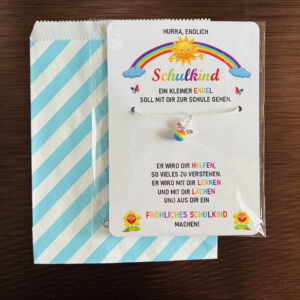 HURRA, ENDLICH
Schulkind
EIN KLEINER ENGEL
SOLL MIT DIR ZUR SCHULE GEHEN.
ER WIRD DIR HELFEN,
SO VIELES ZU VERSTEHEN.
ER WIRD MIT DIR LERNEN
UND MIT DIR LACHEN
UND AUS DIR EIN
FRÖHLICHES SCHULKIND
MACHEN!